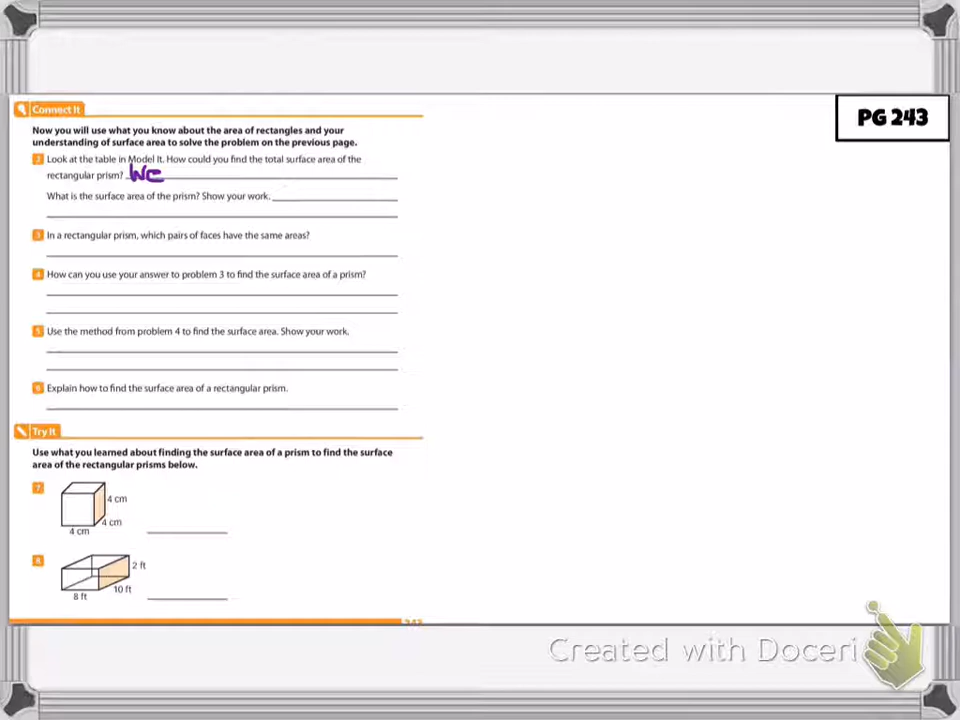 Connect It
PG 243
Now you will use what you know about the area of rectangles and your
understanding of surface area to solve the problem on the previous page.
2 Look at the table in Model It. How could you find the total surface area of the
rectangular prism? We
What is the surface area of the prism? Show your work.
3 In a rectangular prism, which pairs of faces have the same areas?
4 How can you use your answer to problem 3 to find the surface area of a prism?
5 Use the method from problem 4 to find the surface area. Show your work.
6 Explain how to find the surface area of a rectangular prism.
Try It
Use what you learned about finding the surface area of a prism to find the surface
area of the rectangular prisms below.
7
4 cm
4 cm
4 cm
8
2 ft
10 ft
8 ft
243
Created with Doceri